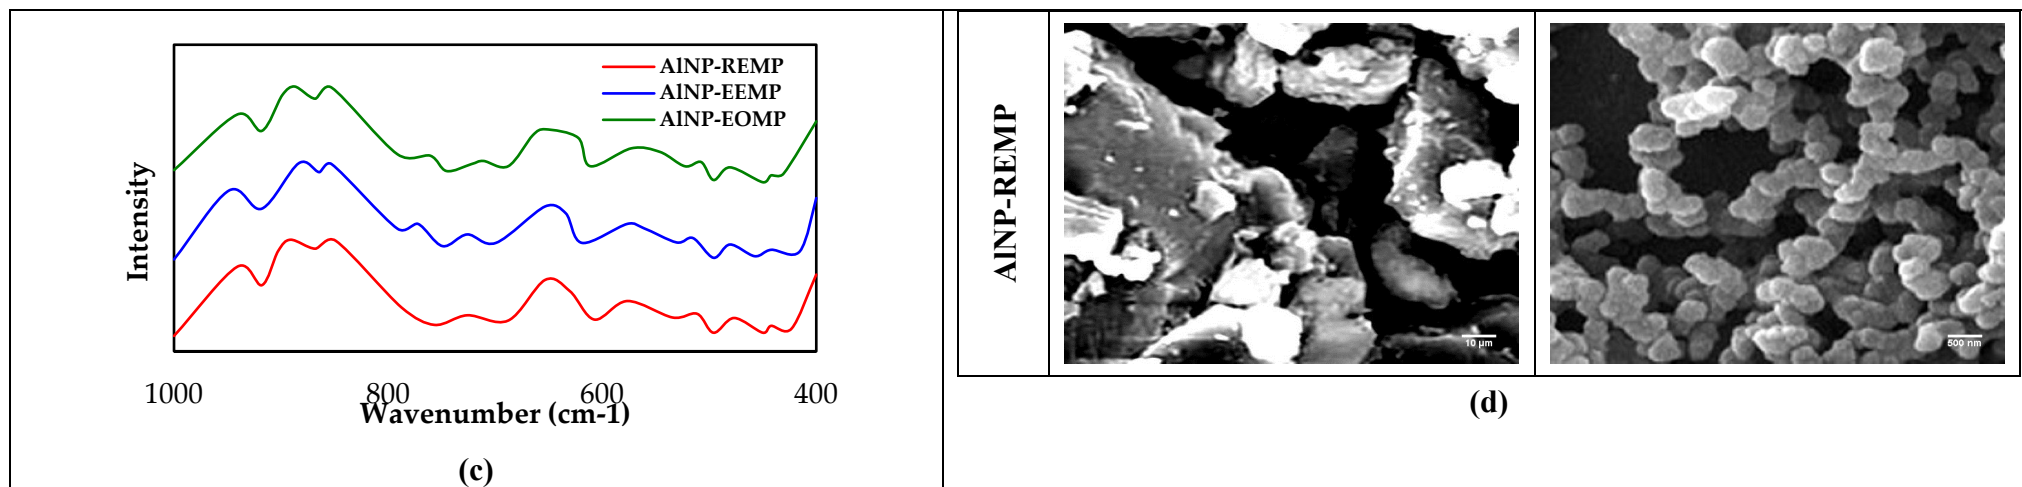 AlNP-REMP
AlNP-EEMP
AlNP-EOMP
Intensity
1000 800 600 400
Wavenumber (cm-1)
(c)
AlNP-REMP
10 µm
500 nm
(d)